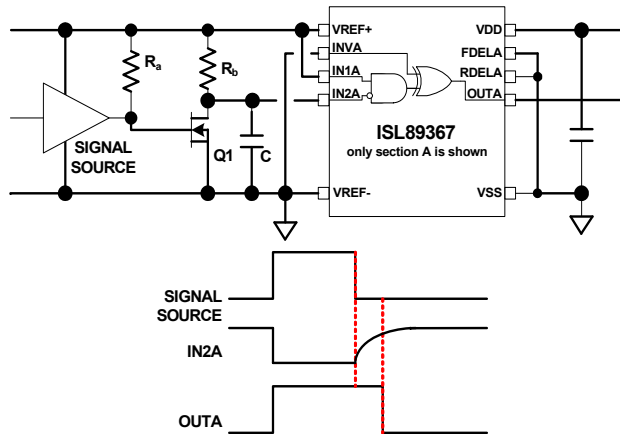 VREF+ VDD
INVA FDELA
Ra Rb
IN1A RDELA
IN2A OUTA
SIGNAL
SOURCE
Q1 C
ISL89367
only section A is shown
VREF- VSS
SIGNAL
SOURCE
IN2A
OUTA